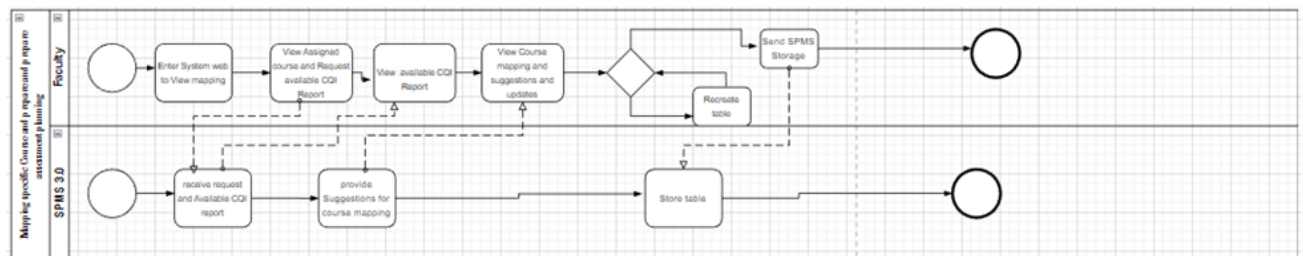 Mapping specific Course and prepare and prepare
assessment planning
Faculty
Enter System web
to View mapping
View Assigned
course and Request
available CQI
Report
View available CQI
Report
View Course
mapping and
suggestions and
updates
Send SPMS
Storage
Recreate
table
SPMS 3.0
receive request
and Available CQI
report
provide
Suggestions for
course mapping
Store table